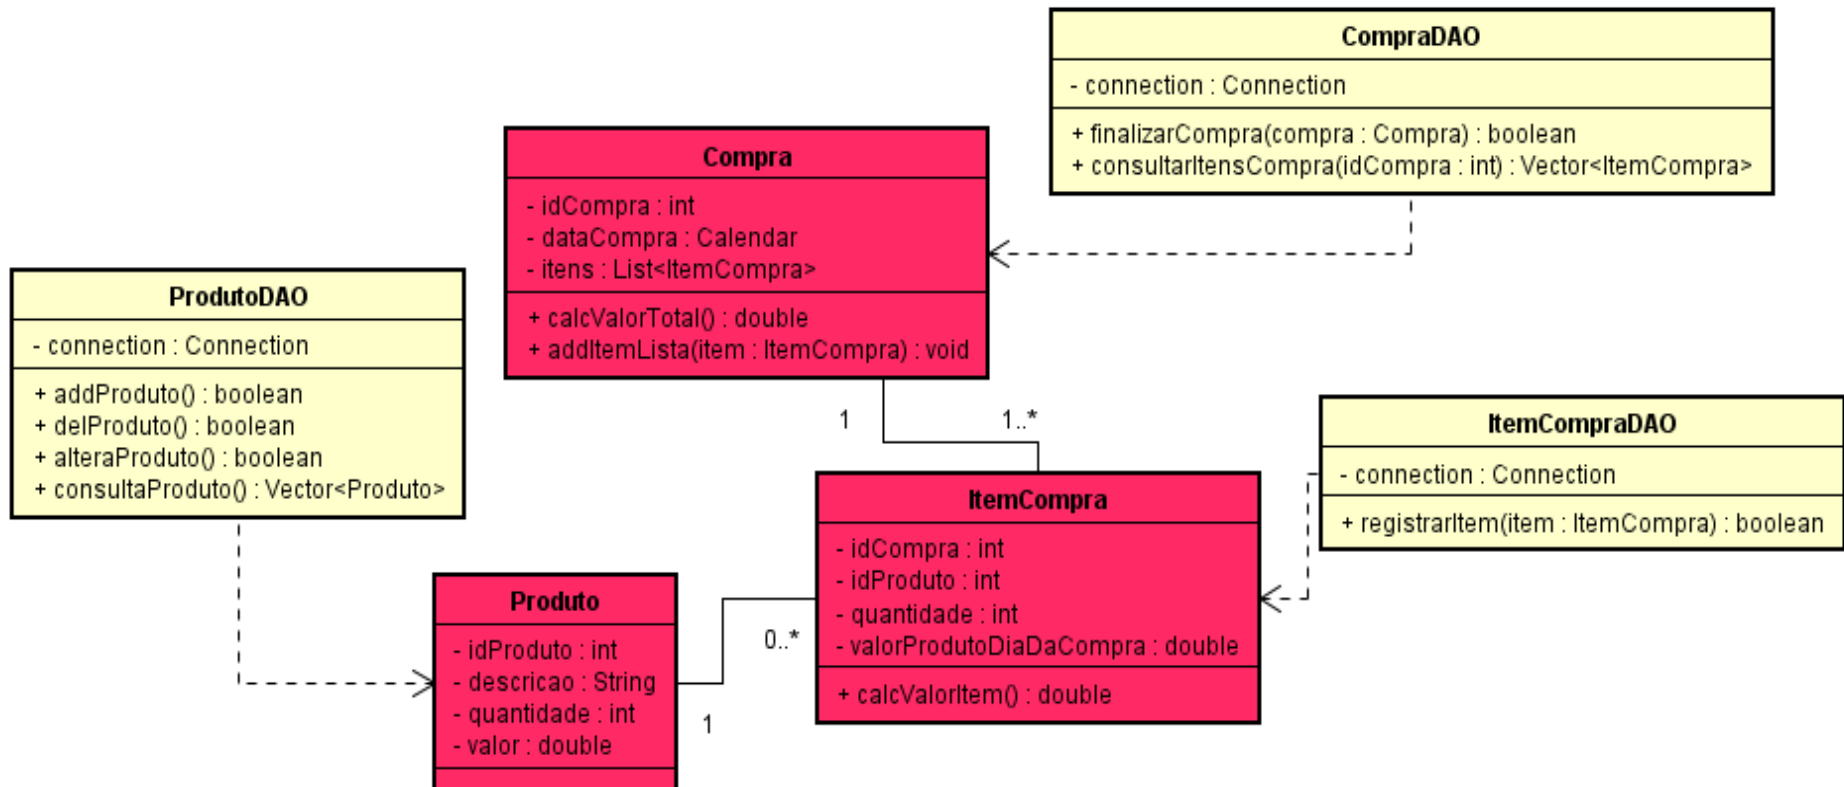 CompraDAO
- connection : Connection
+ finalizarCompra(compra : Compra) : boolean
+ consultarItensCompra(idCompra : int) : Vector<ItemCompra>
Compra
- idCompra : int
- dataCompra : Calendar
- itens : List<ItemCompra>
+ calcValorTotal() : double
+ addItemLista(item : ItemCompra) : void
ProdutoDAO
- connection : Connection
+ addProduto() : boolean
+ delProduto() : boolean
+ alteraProduto() : boolean
+ consultaProduto() : Vector<Produto>
1
1..*
ItemCompraDAO
- connection : Connection
+ registrarItem(item : ItemCompra) : boolean
ItemCompra
- idCompra : int
- idProduto : int
- quantidade : int
- valorProdutoDiaDaCompra : double
+ calcValorItem() : double
Produto
- idProduto : int
- descricao : String
- quantidade : int
- valor : double
0..*
1